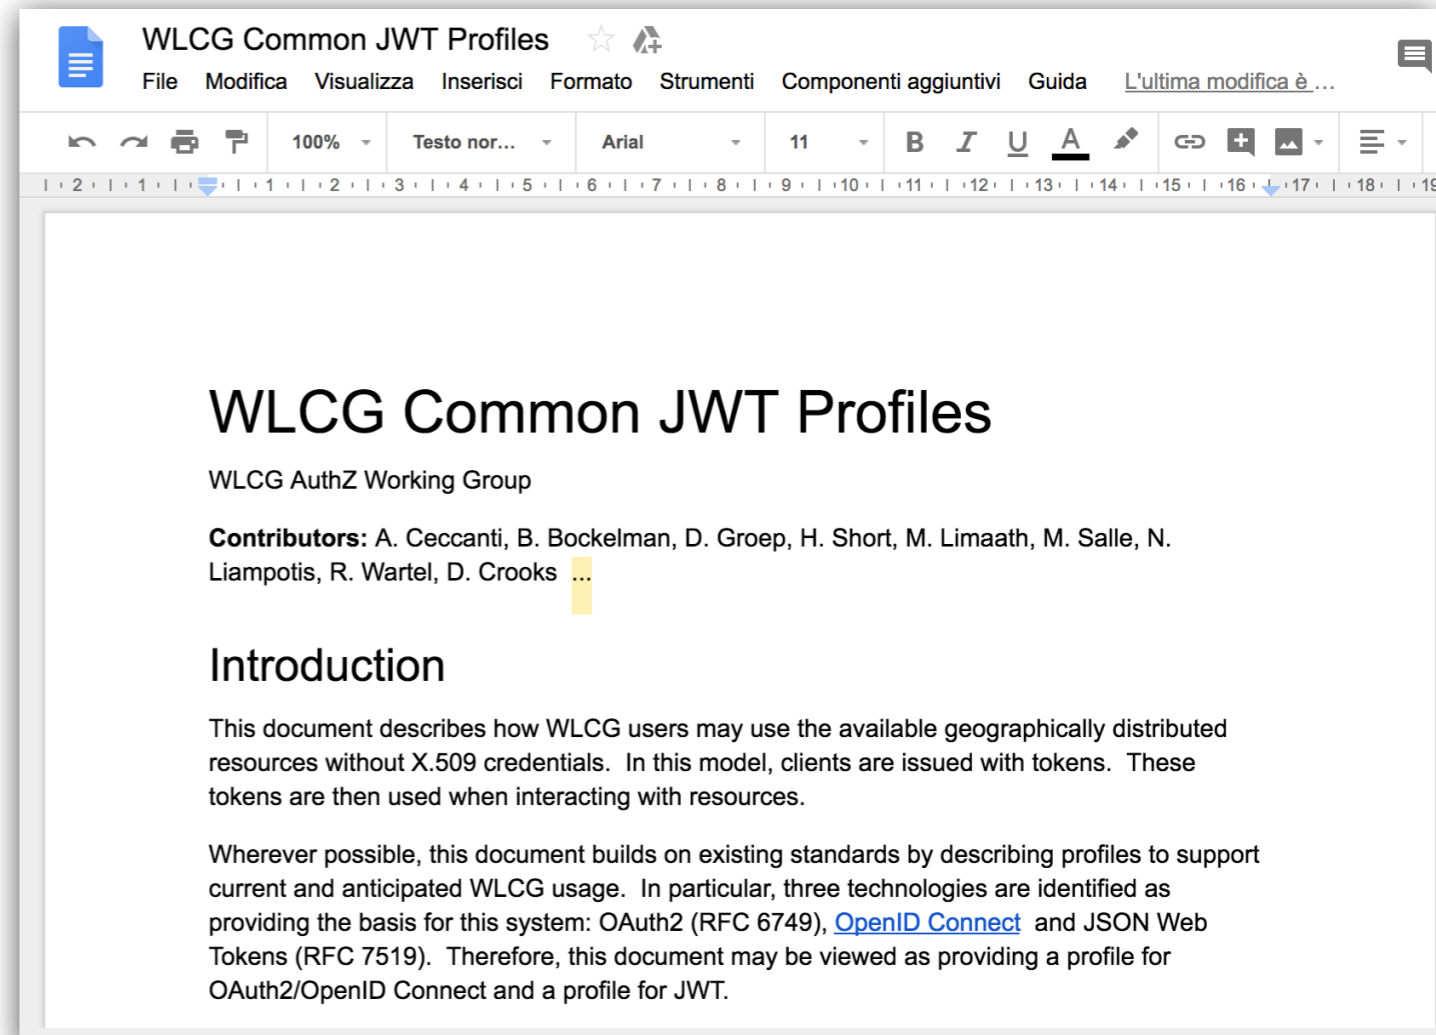 WLCG Common JWT Profiles
File Modifica Visualizza Inserisci Formato Strumenti Componenti aggiuntivi Guida L'ultima modifica è ...
100% Testo nor... Arial 11 B I U A
2 1 1 2 3 4 5 6 7 8 9 10 11 12 13 14 15 16 17 18 19
WLCG Common JWT Profiles
WLCG AuthZ Working Group
Contributors: A. Ceccanti, B. Bockelman, D. Groep, H. Short, M. Limaath, M. Salle, N.
Liampotis, R. Wartel, D. Crooks ...
Introduction
This document describes how WLCG users may use the available geographically distributed
resources without X.509 credentials. In this model, clients are issued with tokens. These
tokens are then used when interacting with resources.
Wherever possible, this document builds on existing standards by describing profiles to support
current and anticipated WLCG usage. In particular, three technologies are identified as
providing the basis for this system: OAuth2 (RFC 6749), OpenID Connect and JSON Web
Tokens (RFC 7519). Therefore, this document may be viewed as providing a profile for
OAuth2/OpenID Connect and a profile for JWT.